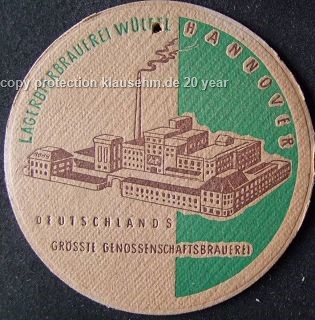 LAGERBIERBRAUEREI WÜLFEL
HANNOVER
copy protection klausehm.de 20 year
DEUTSCHLANDS
GRÖSSTE GENOSSENSCHAFTSBRAUEREI